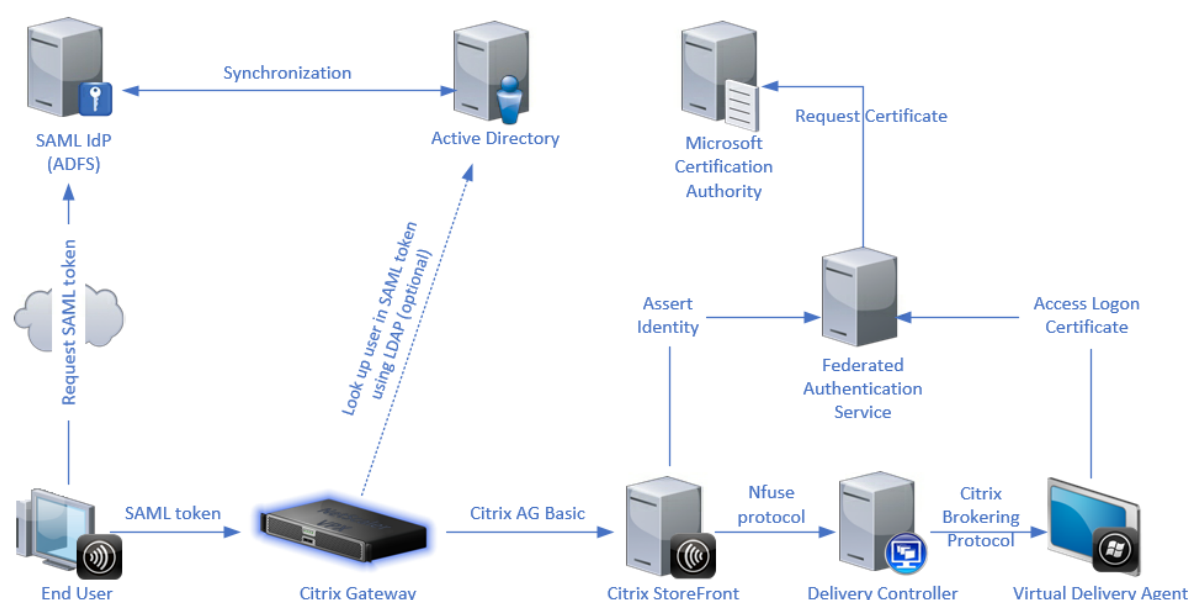 Synchronization
SAML IdP
(ADFS)
Active Directory
Request Certificate
Microsoft
Certification
Authority
Request SAML token
Look up user in SAML token
using LDAP (optional)
Assert
Identity
Access Logon
Certificate
Federated
Authentication
Service
SAML token
Citrix AG Basic
Nfuse
protocol
Citrix
Brokering
Protocol
End User
Citrix Gateway
Citrix StoreFront
Delivery Controller
Virtual Delivery Agent